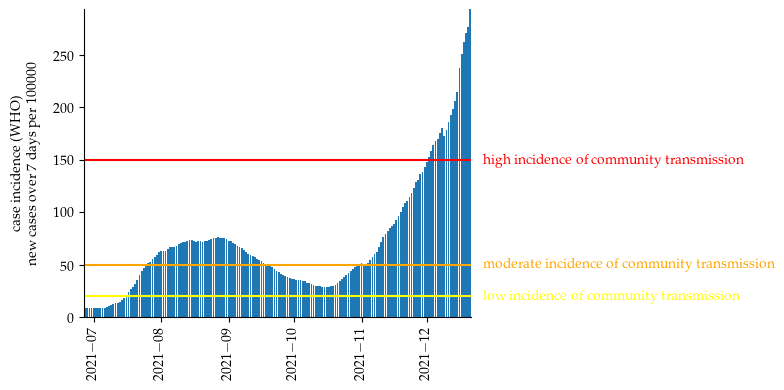 case incidence (WHO)
new cases over 7 days per 100000
250
200
150
100
50
0
high incidence of community transmission
moderate incidence of community transmission
low incidence of community transmission
2021−07
2021−08
2021−09
2021−10
2021−11
2021−12